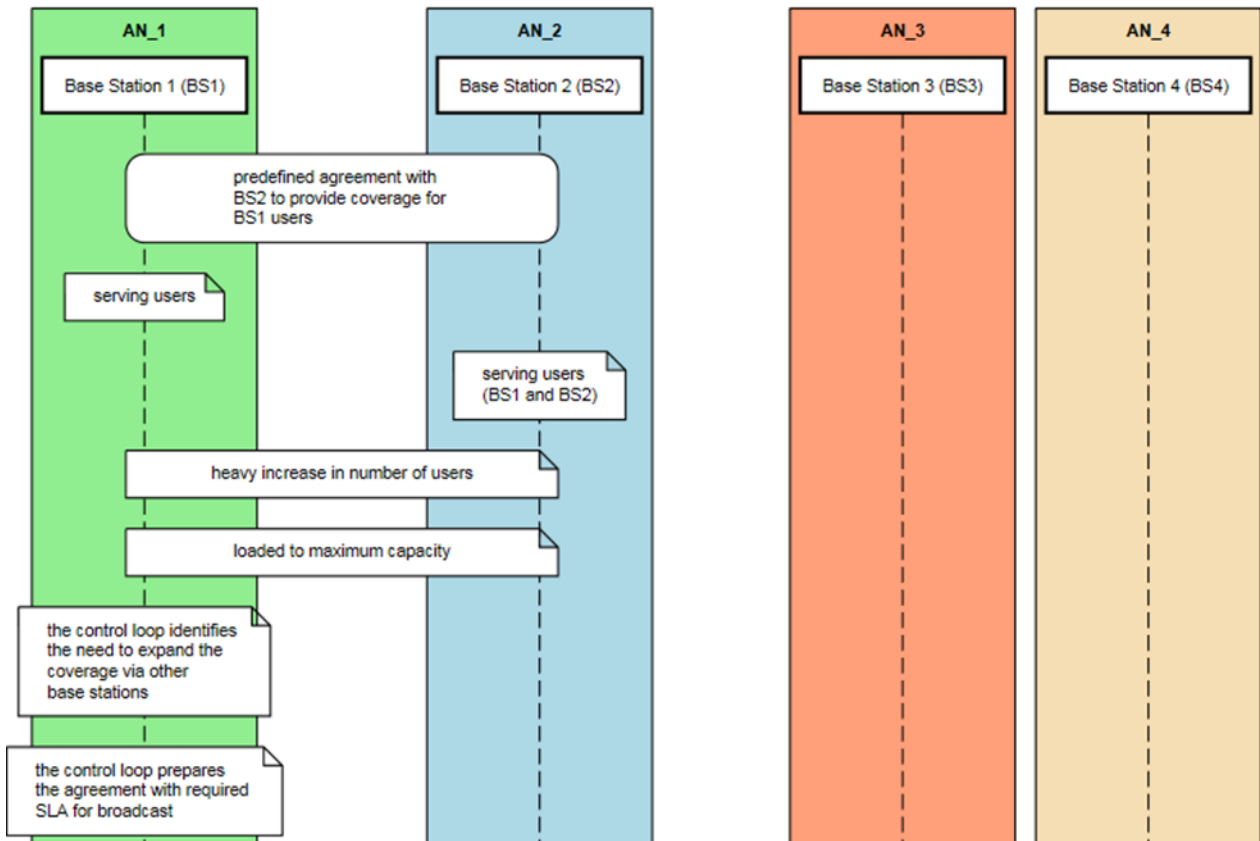 AN_1
AN_2
AN_3
AN_4
Base Station 1 (BS1)
Base Station 2 (BS2)
Base Station 3 (BS3)
Base Station 4 (BS4)
predefined agreement with
BS2 to provide coverage for
BS1 users
serving users
serving users
(BS1 and BS2)
heavy increase in number of users
loaded to maximum capacity
the control loop identifies
the need to expand the
coverage via other
base stations
the control loop prepares
the agreement with required
SLA for broadcast